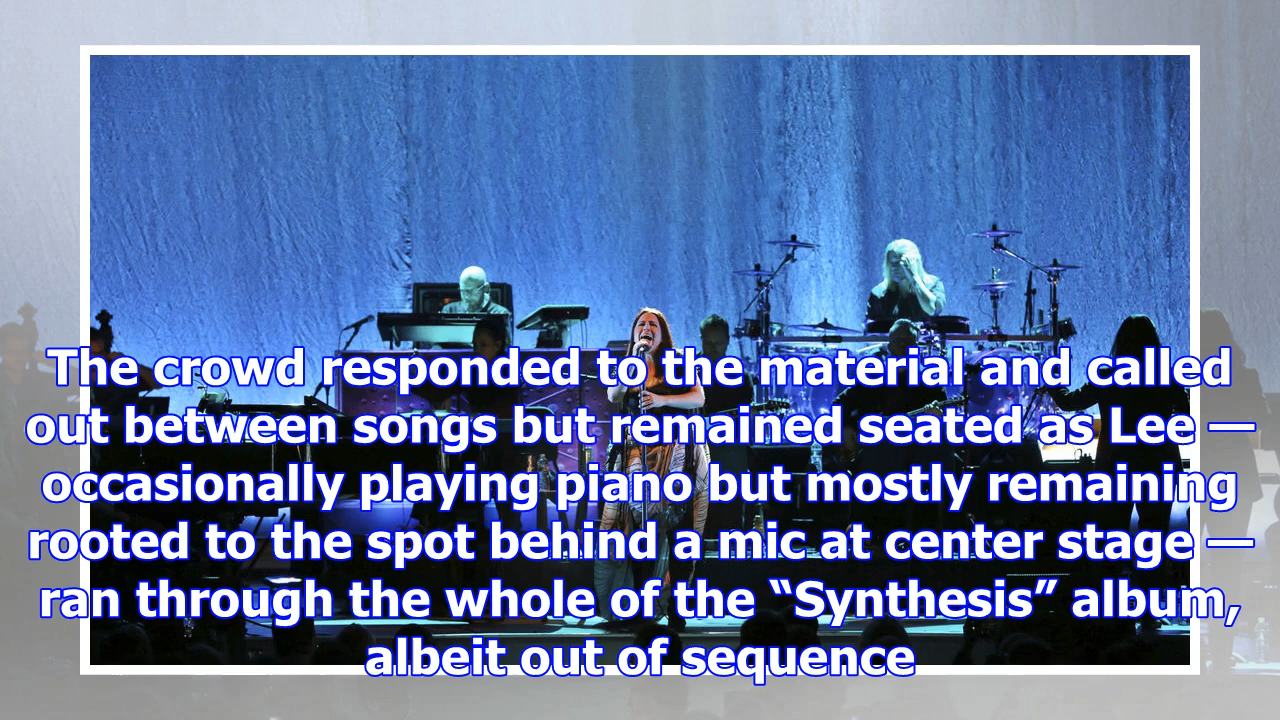 The crowd responded to the material and called
out between songs but remained seated as Lee —
occasionally playing piano but mostly remaining
rooted to the spot behind a mic at center stage —
ran through the whole of the “Synthesis” album,
albeit out of sequence